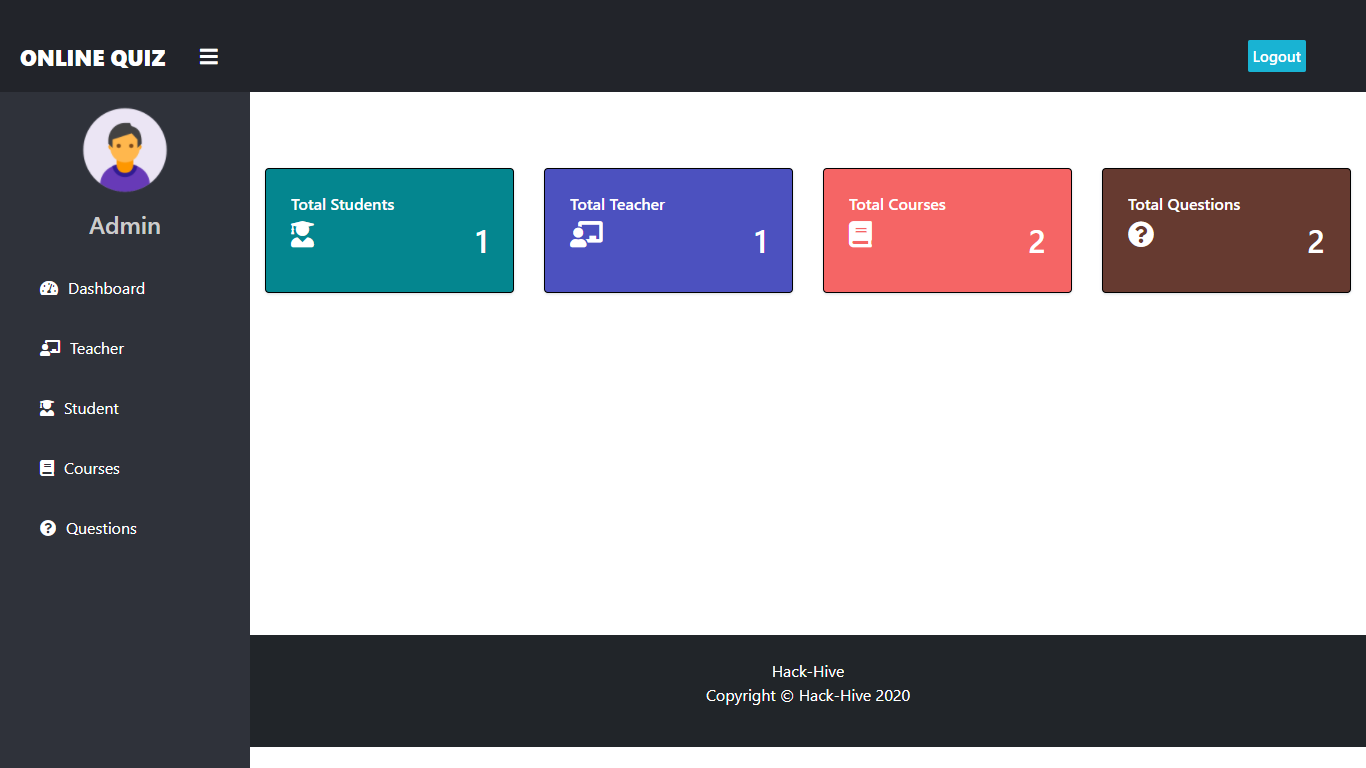 ONLINE QUIZ
Logout
Admin
Dashboard
Teacher
Student
Courses
Questions
Total Students
1
Total Teacher
1
Total Courses
2
Total Questions
2
Hack-Hive
Copyright © Hack-Hive 2020